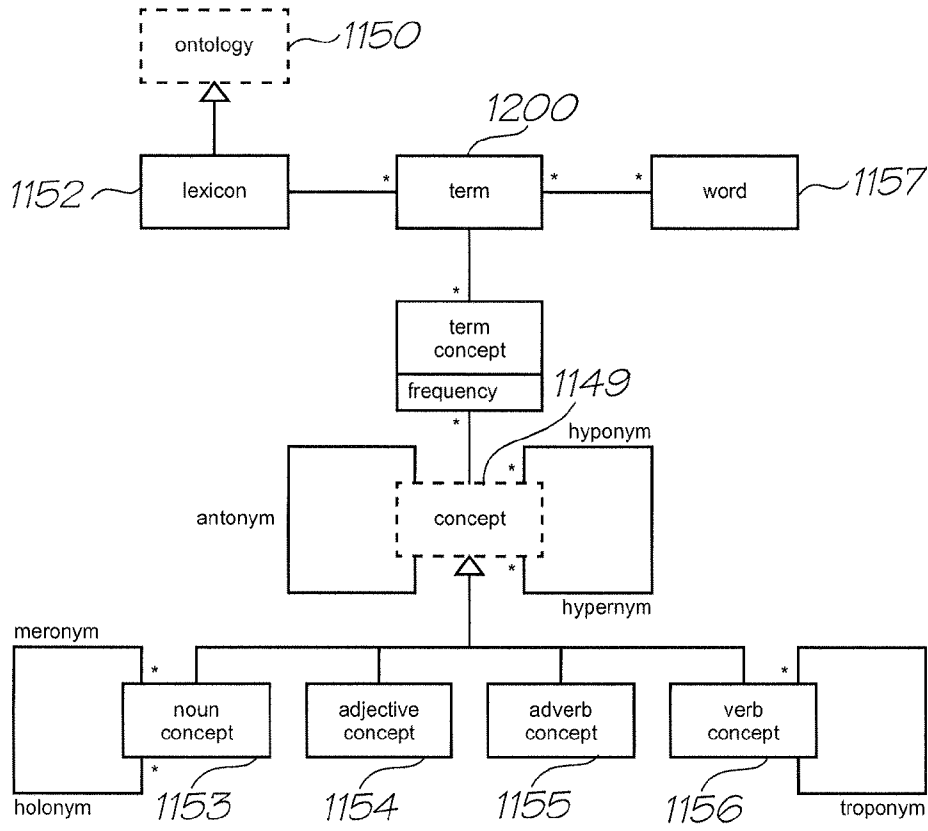 ontology
1150
1200
1152
lexicon
*
term
*
*
word
1157
*
term
concept
frequency
*
1149
hyponym
*
antonym
concept
*
hypernym
meronym
*
*
noun
concept
adjective
concept
adverb
concept
verb
concept
*
holonym
1153
1154
1155
1156
troponym